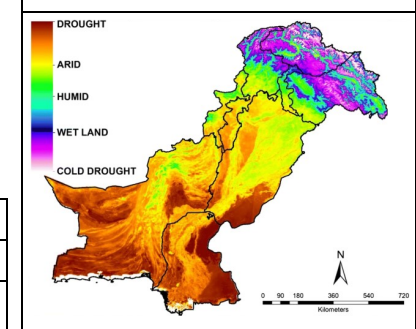 DROUGHT
ARID
HUMID
WET LAND
COLD DROUGHT
N
0 90 180 360 540 720
Kilometers